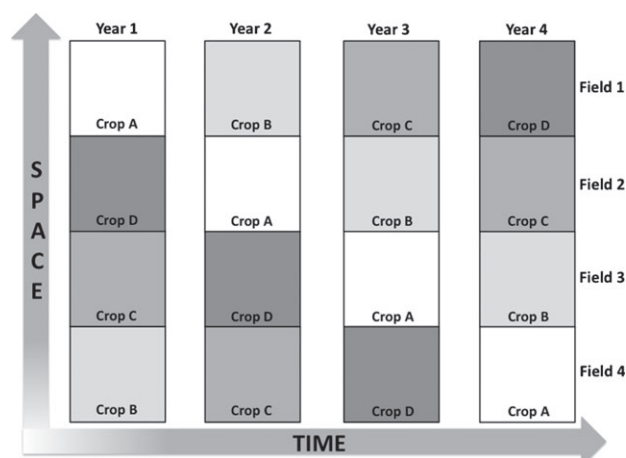 Year 1 Year 2 Year 3 Year 4
Field 1
Crop A Crop B Crop C Crop D
Field 2
Crop D Crop A Crop B Crop C
Field 3
Crop C Crop D Crop A Crop B
Field 4
Crop B Crop C Crop D Crop A
SPACE
TIME